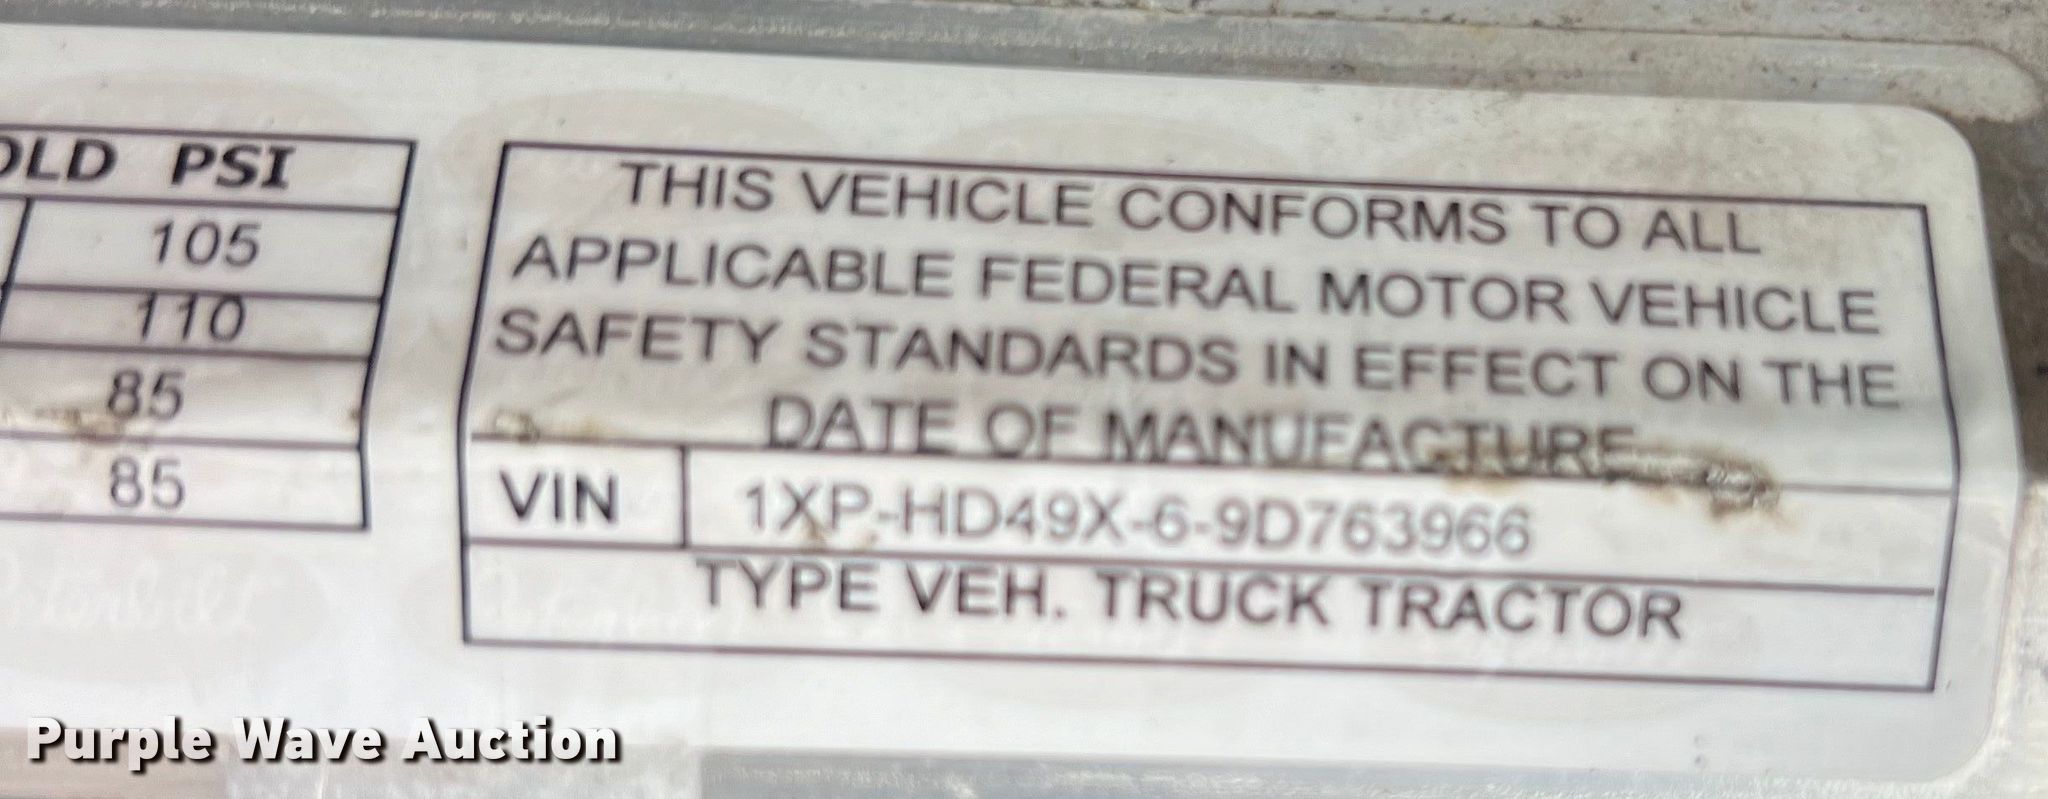 OLD PSI
105
110
85
85
THIS VEHICLE CONFORMS TO ALL
APPLICABLE FEDERAL MOTOR VEHICLE
SAFETY STANDARDS IN EFFECT ON THE
DATE OF MANUFACTURE
VIN 1XP-HD49X-6-9D763966
TYPE VEH. TRUCK TRACTOR
Peterbilt
Purple Wave Auction